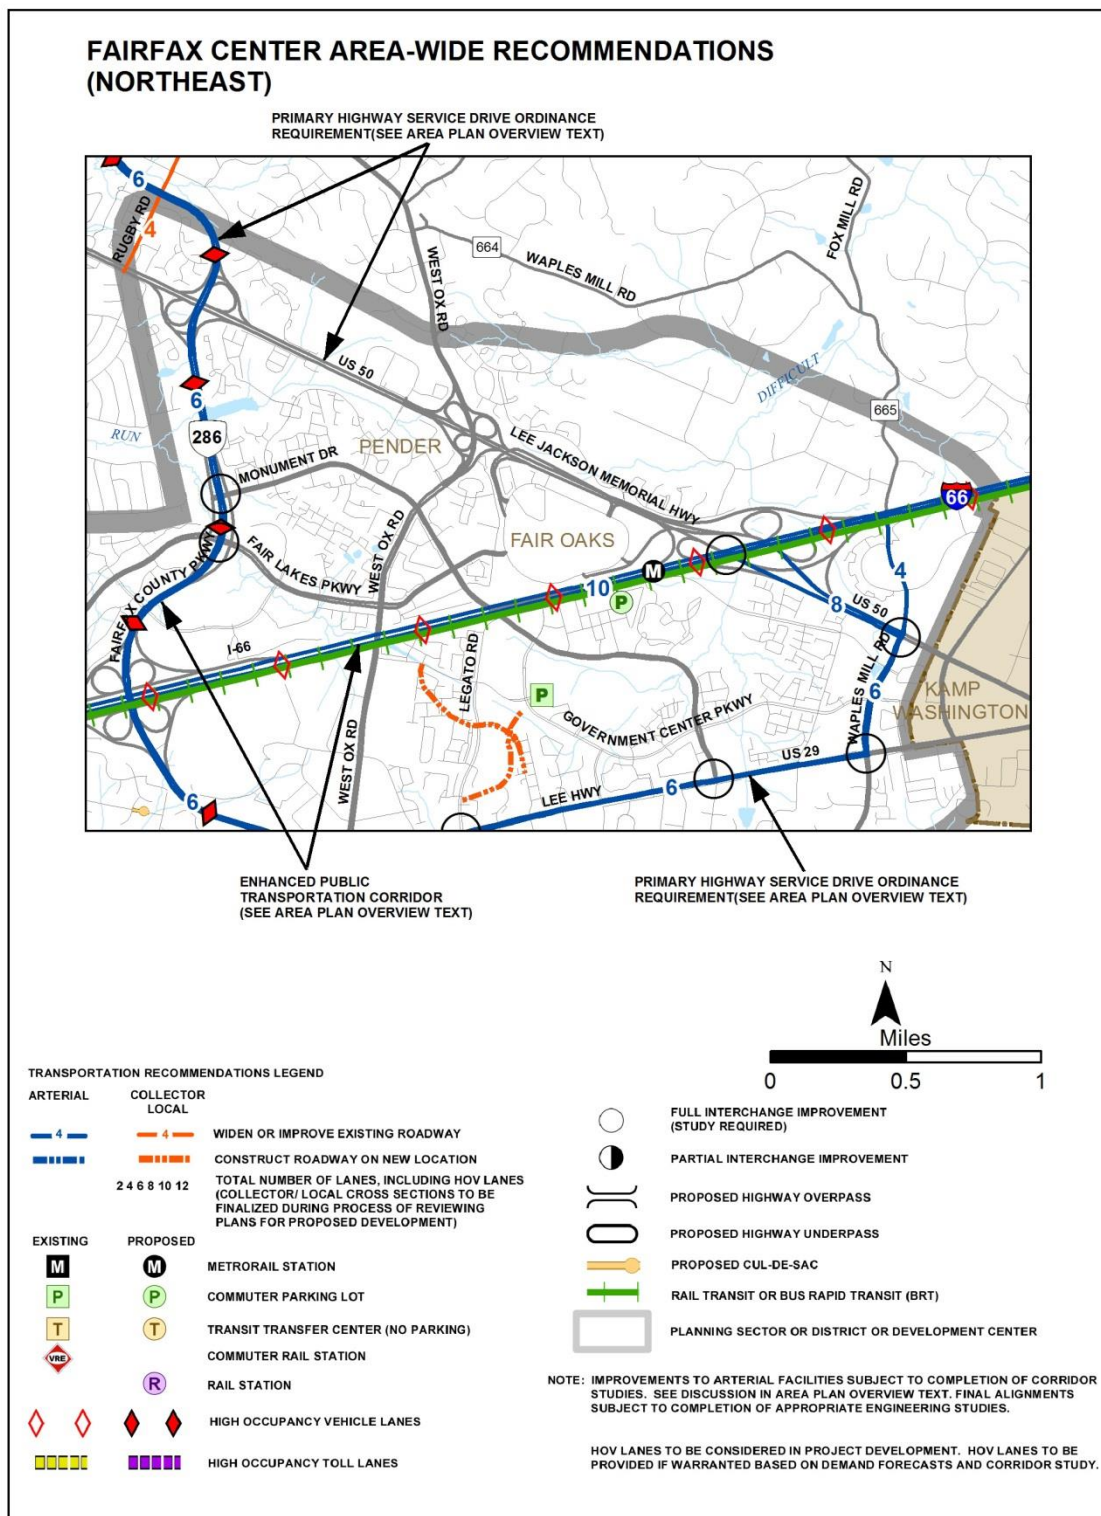 FAIRFAX CENTER AREA-WIDE RECOMMENDATIONS
(NORTHEAST)
PRIMARY HIGHWAY SERVICE DRIVE ORDINANCE
REQUIREMENT(SEE AREA PLAN OVERVIEW TEXT)
6
RUGBY RD
4
WEST OX RD
664
WAPLES MILL RD
FOX MILL RD
US 50
DIFFICULT
6
RUN
286
665
PENDER
MONUMENT DR
LEE JACKSON MEMORIAL HWY
66
FAIR OAKS
WEST OX RD
FAIR LAKES PKWY
FAIRFAX COUNTY PKWY
M
10
P
4
8
US 50
I-66
LEGATO RD
WAPLES MILL RD
6
KAMP
WASHINGTON
P
GOVERNMENT CENTER PKWY
WEST OX RD
US 29
LEE HWY
6
6
ENHANCED PUBLIC
TRANSPORTATION CORRIDOR
(SEE AREA PLAN OVERVIEW TEXT)
PRIMARY HIGHWAY SERVICE DRIVE ORDINANCE
REQUIREMENT(SEE AREA PLAN OVERVIEW TEXT)
N
Miles
0 0.5 1
TRANSPORTATION RECOMMENDATIONS LEGEND
ARTERIAL COLLECTOR
LOCAL
4 4 WIDEN OR IMPROVE EXISTING ROADWAY
CONSTRUCT ROADWAY ON NEW LOCATION
2 4 6 8 10 12 TOTAL NUMBER OF LANES, INCLUDING HOV LANES
(COLLECTOR/ LOCAL CROSS SECTIONS TO BE
FINALIZED DURING PROCESS OF REVIEWING
PLANS FOR PROPOSED DEVELOPMENT)
EXISTING PROPOSED
M M METRORAIL STATION
P P COMMUTER PARKING LOT
T T TRANSIT TRANSFER CENTER (NO PARKING)
VRE COMMUTER RAIL STATION
R RAIL STATION
HIGH OCCUPANCY VEHICLE LANES
HIGH OCCUPANCY TOLL LANES
FULL INTERCHANGE IMPROVEMENT
(STUDY REQUIRED)
PARTIAL INTERCHANGE IMPROVEMENT
PROPOSED HIGHWAY OVERPASS
PROPOSED HIGHWAY UNDERPASS
PROPOSED CUL-DE-SAC
RAIL TRANSIT OR BUS RAPID TRANSIT (BRT)
PLANNING SECTOR OR DISTRICT OR DEVELOPMENT CENTER
NOTE: IMPROVEMENTS TO ARTERIAL FACILITIES SUBJECT TO COMPLETION OF CORRIDOR
STUDIES. SEE DISCUSSION IN AREA PLAN OVERVIEW TEXT. FINAL ALIGNMENTS
SUBJECT TO COMPLETION OF APPROPRIATE ENGINEERING STUDIES.
HOV LANES TO BE CONSIDERED IN PROJECT DEVELOPMENT. HOV LANES TO BE
PROVIDED IF WARRANTED BASED ON DEMAND FORECASTS AND CORRIDOR STUDY.